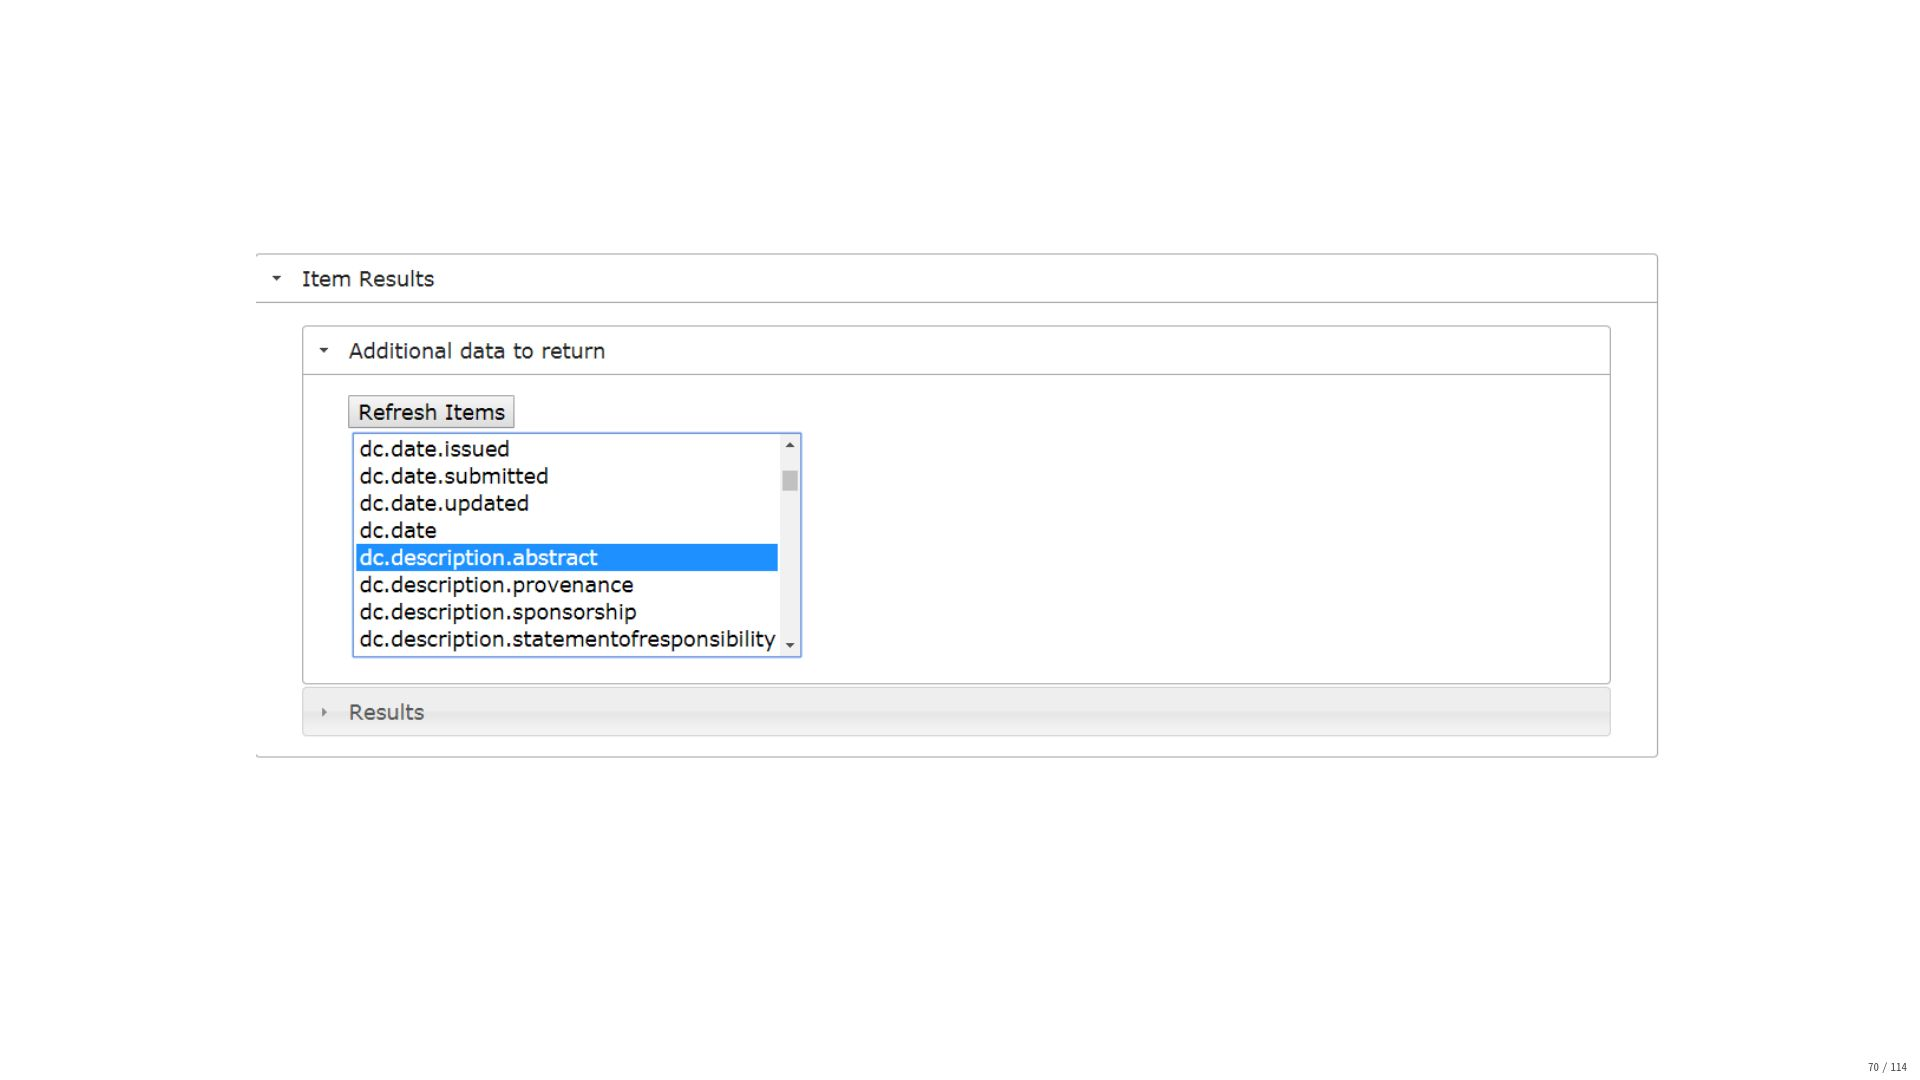 Item Results
Additional data to return
Refresh Items
dc.date.issued
dc.date.submitted
dc.date.updated
dc.date
dc.description.abstract
dc.description.provenance
dc.description.sponsorship
dc.description.statementofresponsibility
Results
70 / 114